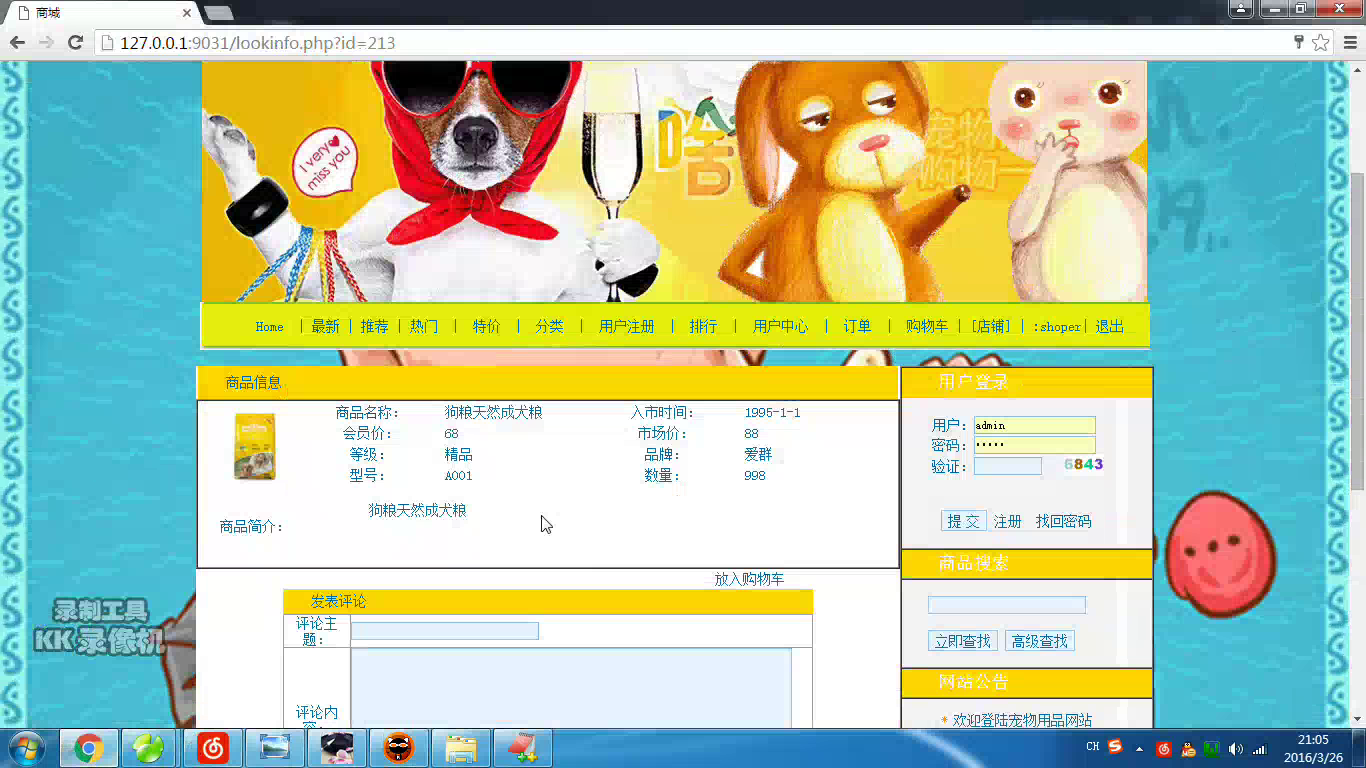 商城
127.0.0.1:9031/lookinfo.php?id=213
I very
miss you
宠物
购物一
Home | 最新 | 推荐 | 热门 | 特价 | 分类 | 用户注册 | 排行 | 用户中心 | 订单 | 购物车 | [店铺] | :shoper| 退出
商品信息
商品名称： 狗粮天然成犬粮 入市时间： 1995-1-1
会员价： 68 市场价： 88
等级： 精品 品牌： 爱群
型号： A001 数量： 998
狗粮天然成犬粮
商品简介：
放入购物车
发表评论
评论主
题：
评论内
容：
用户登录
用户： admin
密码： •••••
验证： 6843
提 交 注册 找回密码
商品搜索
立即查找 高级查找
网站公告
* 欢迎登陆宠物用品网站
录制工具
KK 录像机
CH
21:05
2016/3/26